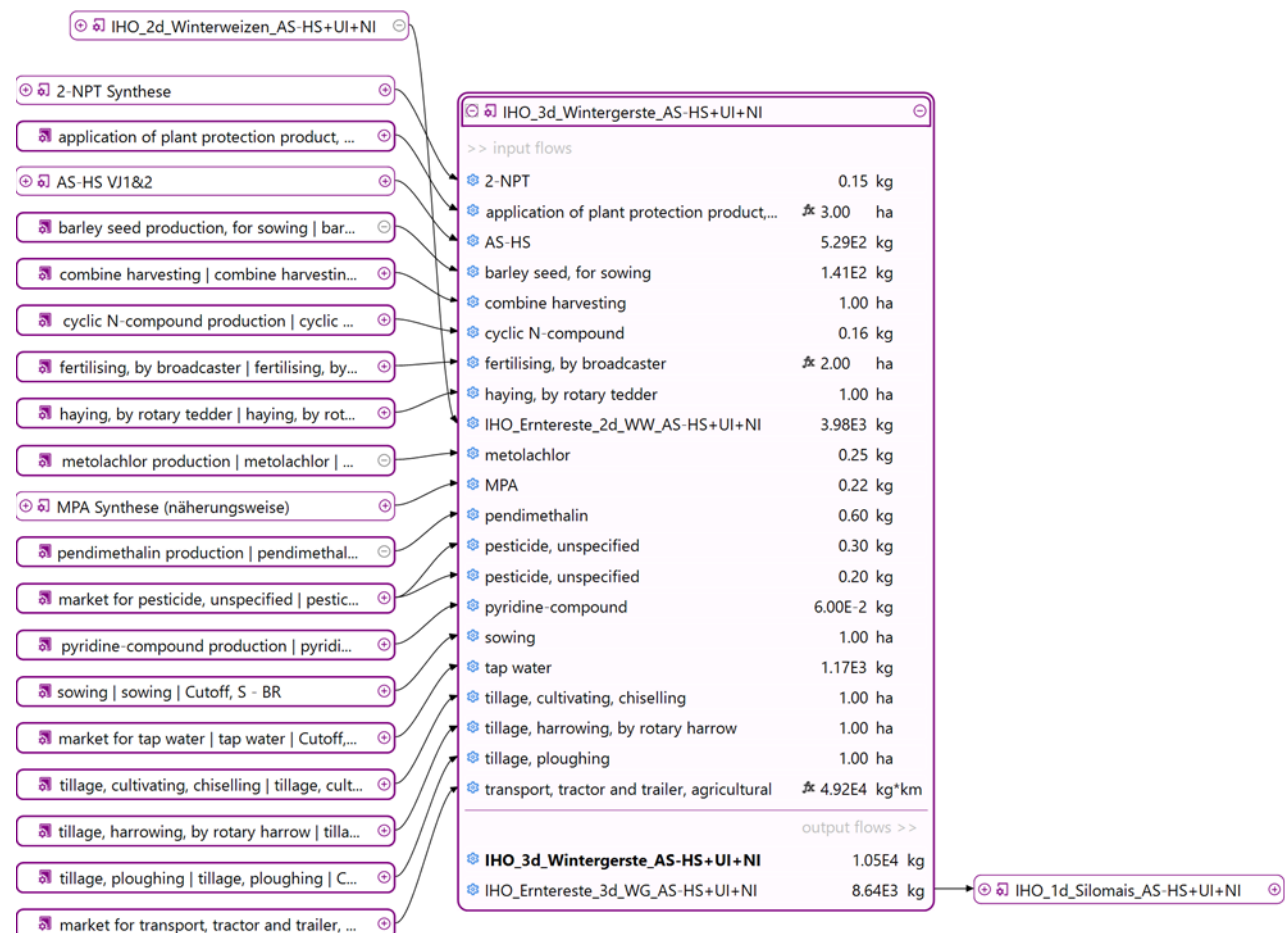 IHO_2d_Winterweizen_AS-HS+UI+NI
2-NPT Synthese
application of plant protection product, ...
AS-HS VJ1&2
barley seed production, for sowing | bar...
combine harvesting | combine harvestin...
cyclic N-compound production | cyclic ...
fertilising, by broadcaster | fertilising, by...
haying, by rotary tedder | haying, by rot...
metolachlor production | metolachlor | ...
MPA Synthese (näherungsweise)
pendimethalin production | pendimethal...
market for pesticide, unspecified | pestic...
pyridine-compound production | pyridi...
sowing | sowing | Cutoff, S - BR
market for tap water | tap water | Cutoff,...
tillage, cultivating, chiselling | tillage, cult...
tillage, harrowing, by rotary harrow | tilla...
tillage, ploughing | tillage, ploughing | C...
market for transport, tractor and trailer, ...
IHO_3d_Wintergerste_AS-HS+UI+NI
>> input flows
2-NPT 0.15 kg
application of plant protection product,... fx 3.00 ha
AS-HS 5.29E2 kg
barley seed, for sowing 1.41E2 kg
combine harvesting 1.00 ha
cyclic N-compound 0.16 kg
fertilising, by broadcaster fx 2.00 ha
haying, by rotary tedder 1.00 ha
IHO_Erntereste_2d_WW_AS-HS+UI+NI 3.98E3 kg
metolachlor 0.25 kg
MPA 0.22 kg
pendimethalin 0.60 kg
pesticide, unspecified 0.30 kg
pesticide, unspecified 0.20 kg
pyridine-compound 6.00E-2 kg
sowing 1.00 ha
tap water 1.17E3 kg
tillage, cultivating, chiselling 1.00 ha
tillage, harrowing, by rotary harrow 1.00 ha
tillage, ploughing 1.00 ha
transport, tractor and trailer, agricultural fx 4.92E4 kg*km
output flows >>
IHO_3d_Wintergerste_AS-HS+UI+NI 1.05E4 kg
IHO_Erntereste_3d_WG_AS-HS+UI+NI 8.64E3 kg
IHO_1d_Silomais_AS-HS+UI+NI